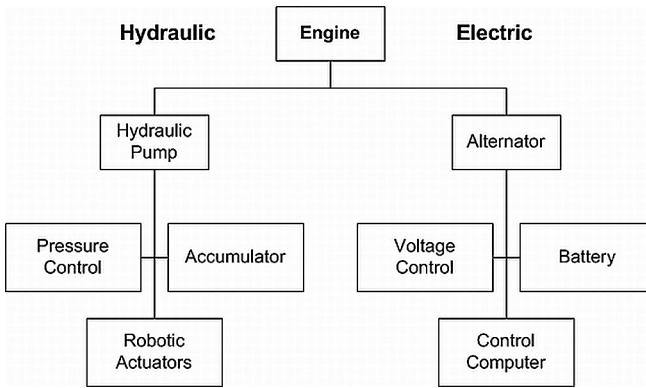 Hydraulic
Engine
Electric
Hydraulic
Pump
Alternator
Pressure
Control
Accumulator
Voltage
Control
Battery
Robotic
Actuators
Control
Computer